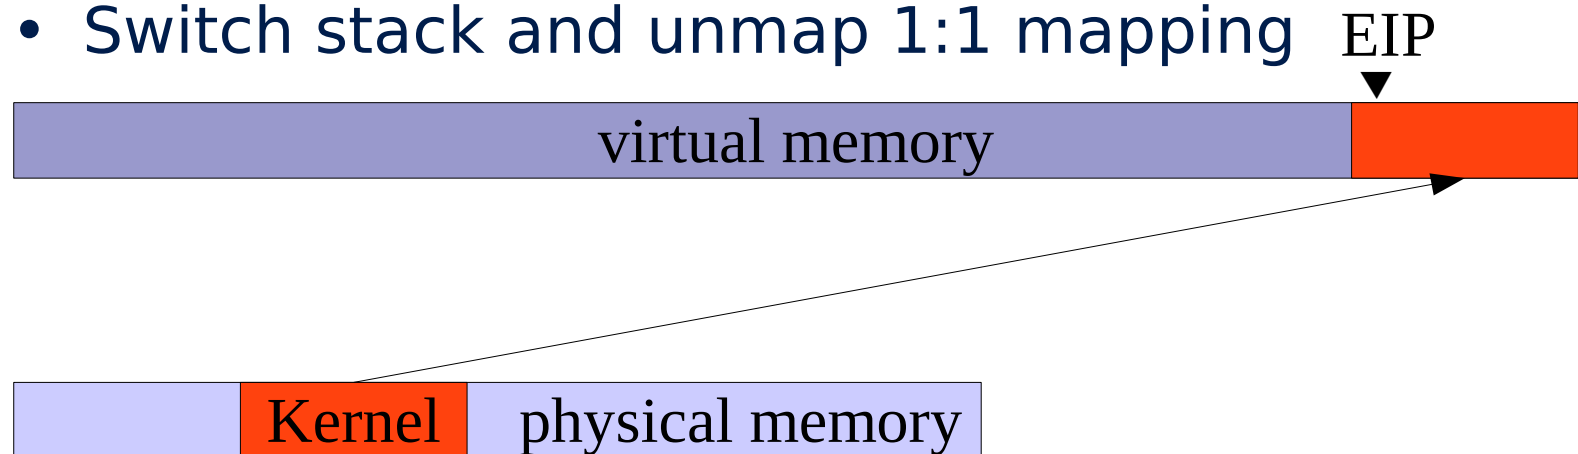 • Switch stack and unmap 1:1 mapping
EIP
virtual memory
Kernel
physical memory